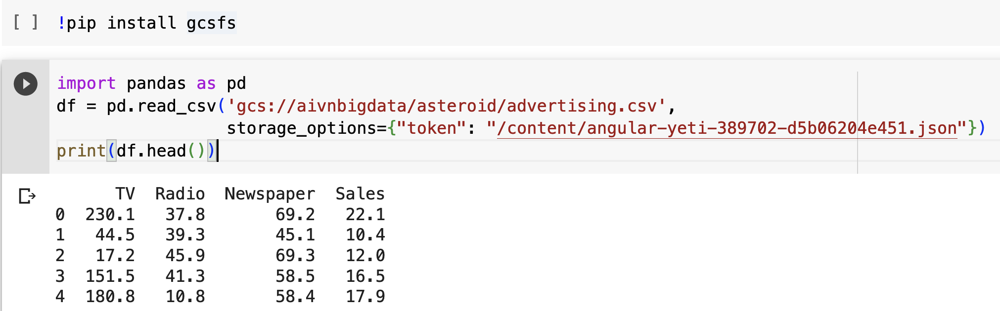 [ ] !pip install gcsfs
import pandas as pd
df = pd.read_csv('gcs://aivnbigdata/asteroid/advertising.csv',
storage_options={"token": "/content/angular-yeti-389702-d5b06204e451.json"})
print(df.head())
TV Radio Newspaper Sales
0 230.1 37.8 69.2 22.1
1 44.5 39.3 45.1 10.4
2 17.2 45.9 69.3 12.0
3 151.5 41.3 58.5 16.5
4 180.8 10.8 58.4 17.9